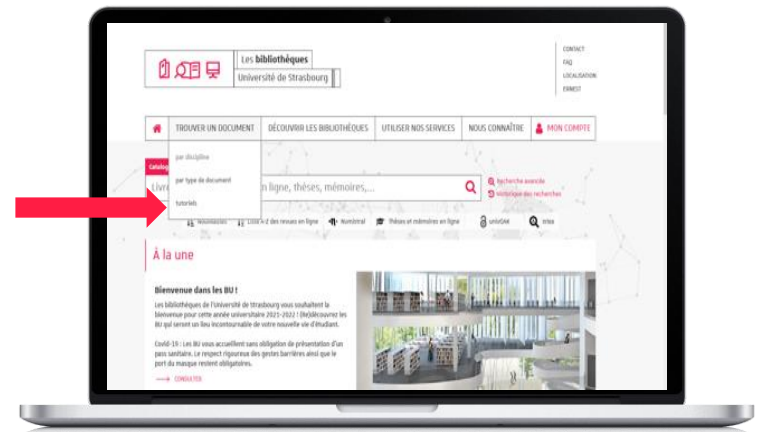 Les bibliothèques
Université de Strasbourg
CONTACT
FAQ
LOCALISATION
ERNEST
TROUVER UN DOCUMENT
DÉCOUVRIR LES BIBLIOTHÈQUES
UTILISER NOS SERVICES
NOUS CONNAÎTRE
MON COMPTE
par discipline
par type de document
tutoriels
n ligne, thèses, mémoires,...
Recherche avancée
Historique des recherches
Liste A-Z des revues en ligne
Numistral
Thèses et mémoires en ligne
univOAK
À la une
Bienvenue dans les BU !
Les bibliothèques de l'Université de Strasbourg vous souhaitent la
bienvenue pour cette année universitaire 2021-2022 ! (Re)découvrez les
BU qui seront un lieu incontournable de votre nouvelle vie d'étudiant.
Covid-19 : Les BU vous accueillent sans obligation de présentation d'un
pass sanitaire. Le respect rigoureux des gestes barrières ainsi que le
port du masque restent obligatoires.
CONSULTER